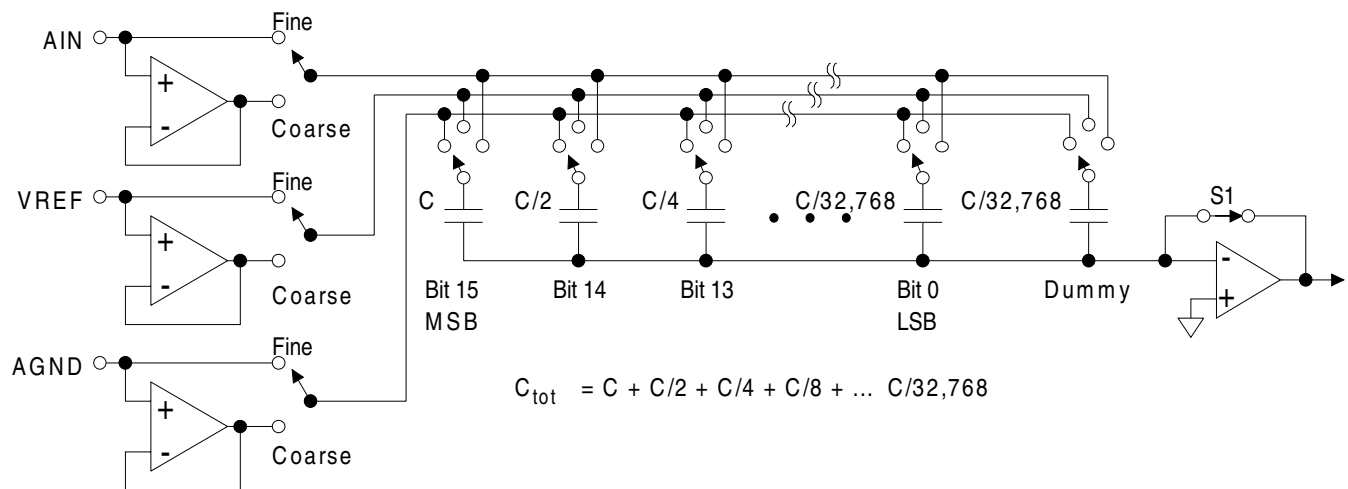 Fine
AIN
+
-
Coarse
Fine
VREF
+
-
Coarse
Fine
AGND
+
-
Coarse
C C/2 C/4 • • • C/32,768 C/32,768
S1
-
+
Bit 15 Bit 14 Bit 13 Bit 0 Dummy
MSB LSB
Ctot = C + C/2 + C/4 + C/8 + ... C/32,768